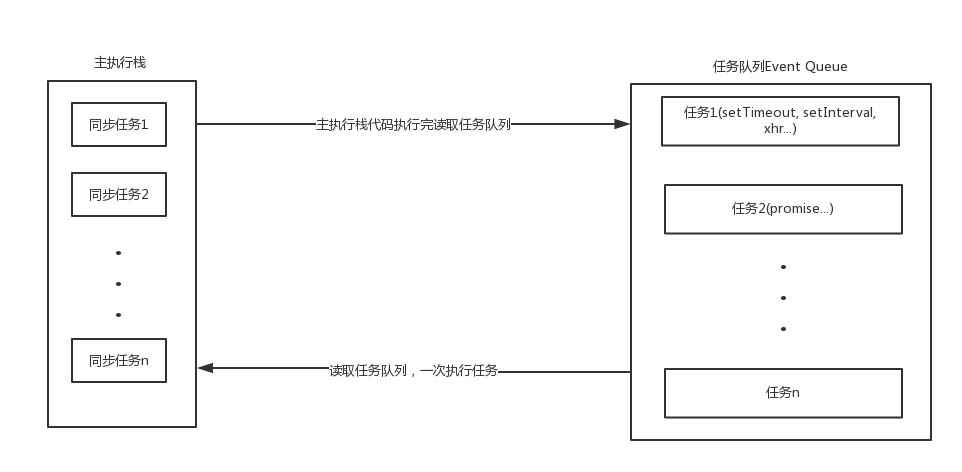 主执行栈
同步任务1
同步任务2
同步任务n
主执行栈代码执行完读取任务队列
读取任务队列，一次执行任务
任务队列Event Queue
任务1(setTimeout, setInterval,
xhr...)
任务2(promise...)
任务n